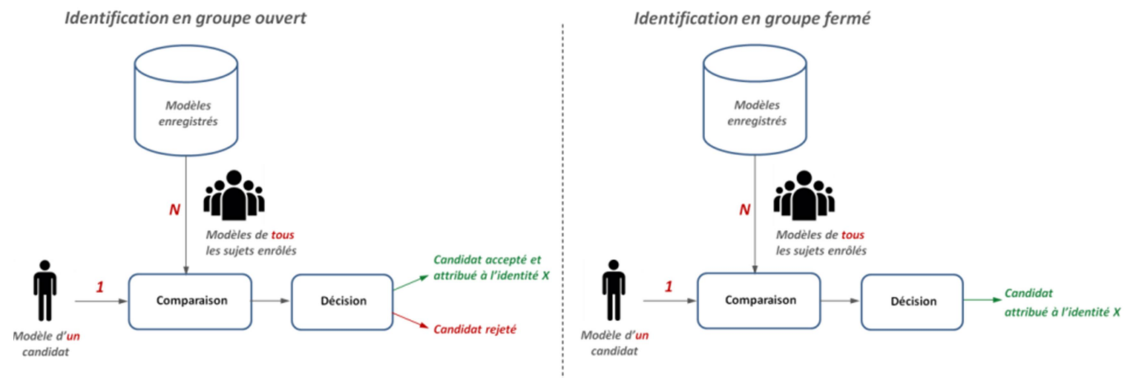 Identification en groupe ouvert
Modèles
enregistrés
N
Modèles de tous
les sujets enrôlés
1
Modèle d'un
candidat
Comparaison
Décision
Candidat accepté et
attribué à l'identité X
Candidat rejeté
Identification en groupe fermé
Modèles
enregistrés
N
Modèles de tous
les sujets enrôlés
1
Modèle d'un
candidat
Comparaison
Décision
Candidat
attribué à l'identité X